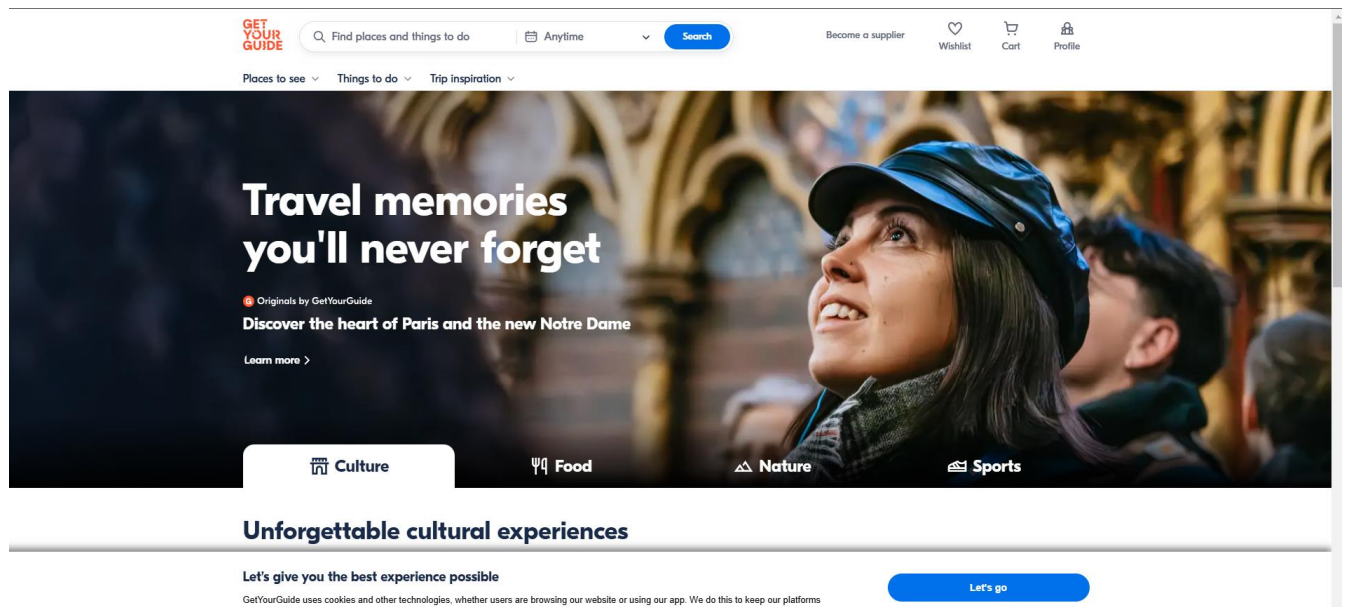 GET
YOUR
GUIDE
Find places and things to do
Anytime
Search
Become a supplier
Wishlist
Cart
Profile
Places to see
Things to do
Trip inspiration
Travel memories
you'll never forget
G Originals by GetYourGuide
Discover the heart of Paris and the new Notre Dame
Learn more
Culture
Food
Nature
Sports
Unforgettable cultural experiences
Let's give you the best experience possible
Let's go
GetYourGuide uses cookies and other technologies, whether users are browsing our website or using our app. We do this to keep our platforms